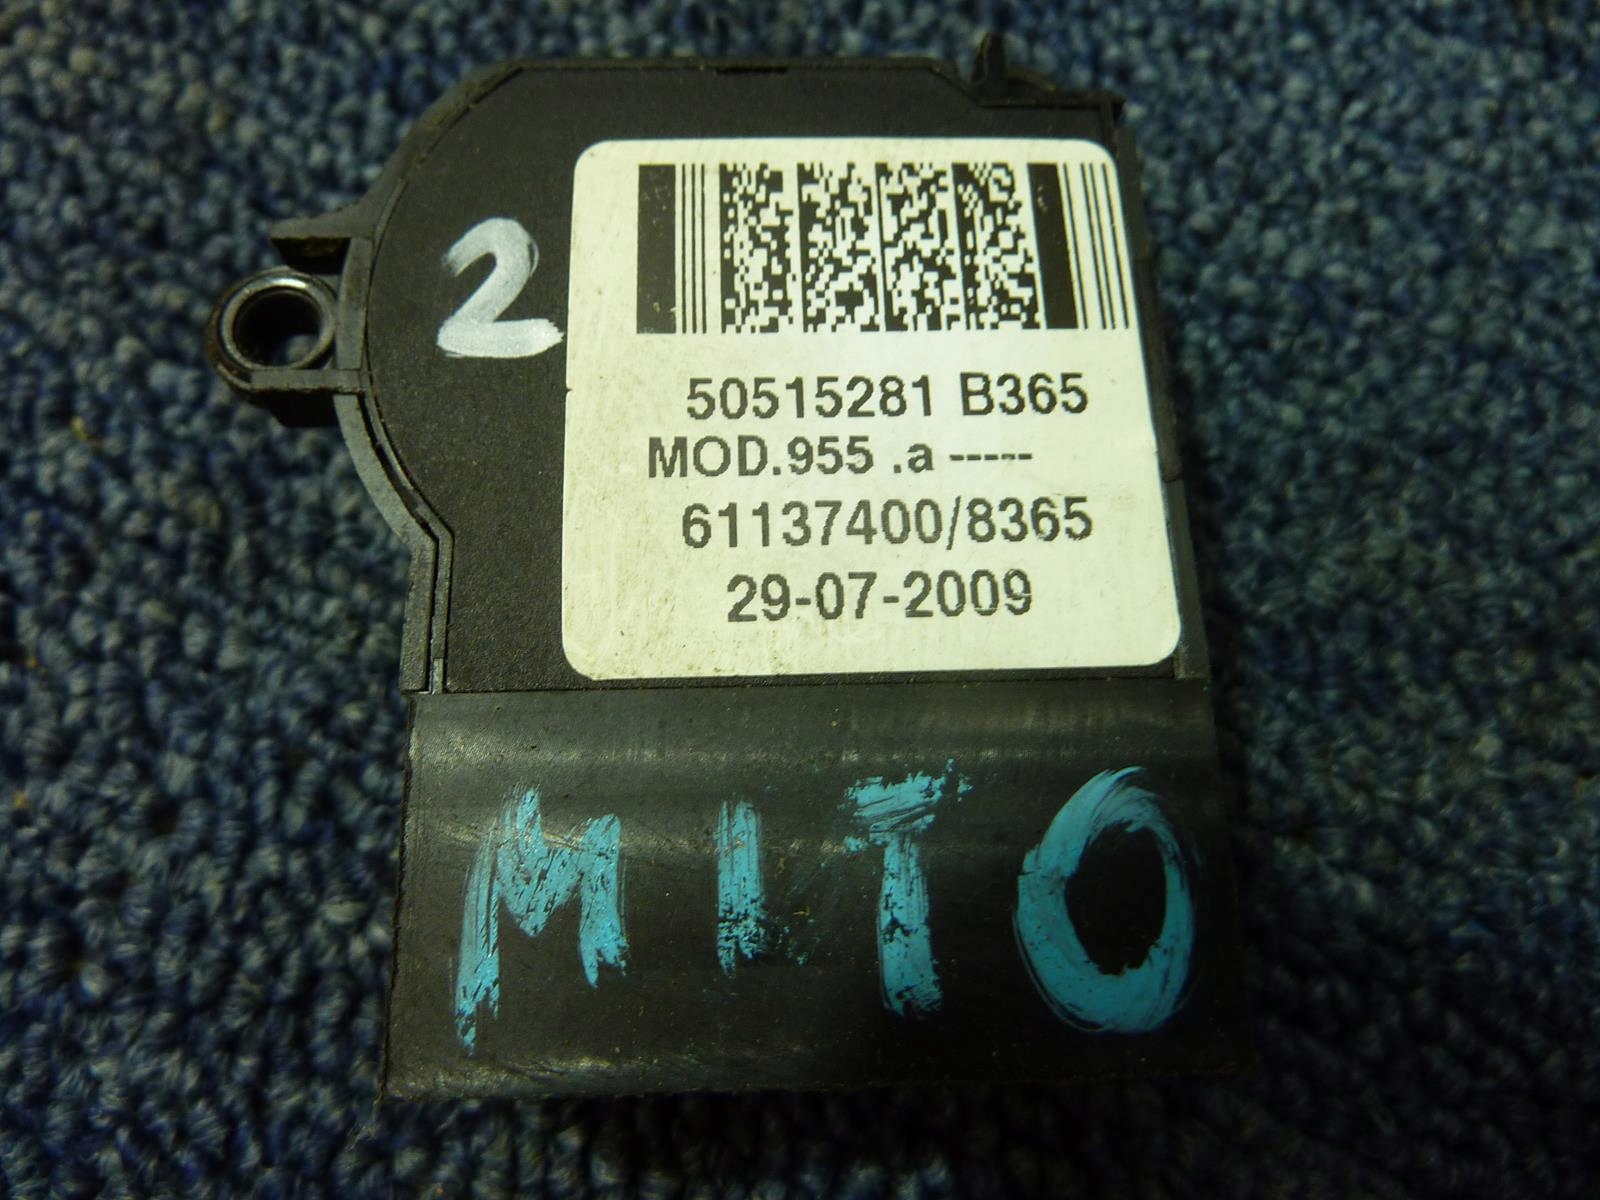 2
50515281 B365
MOD.955 .a -----
61137400/8365
29-07-2009
MITO